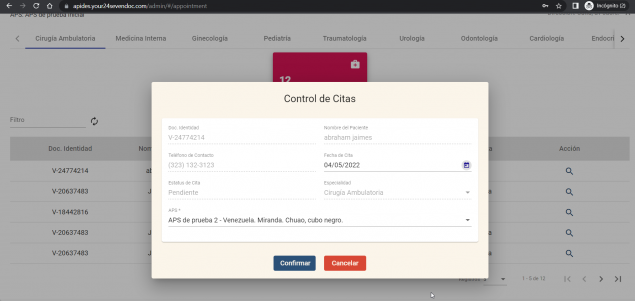 apides.your24sevendoc.com/admin/#/appointment
Incógnito (2)
APS: APS de prueba inicial
Cirugía Ambulatoria Medicina Interna Ginecología Pediatría Traumatología Urología Odontología Cardiología Endocri
12
Filtro
Control de Citas
Doc. Identidad Nombre del Paciente
V-24774214 abraham jaimes
Teléfono de Contacto Fecha de Cita
(323) 132-3123 04/05/2022
Estatus de Cita Especialidad
Pendiente Cirugía Ambulatoria
APS *
APS de prueba 2 - Venezuela. Miranda. Chuao, cubo negro.
Confirmar Cancelar
Doc. Identidad Acción
V-24774214
V-20637483
V-18442816
V-20637483
V-20637483
1 - 5 de 12